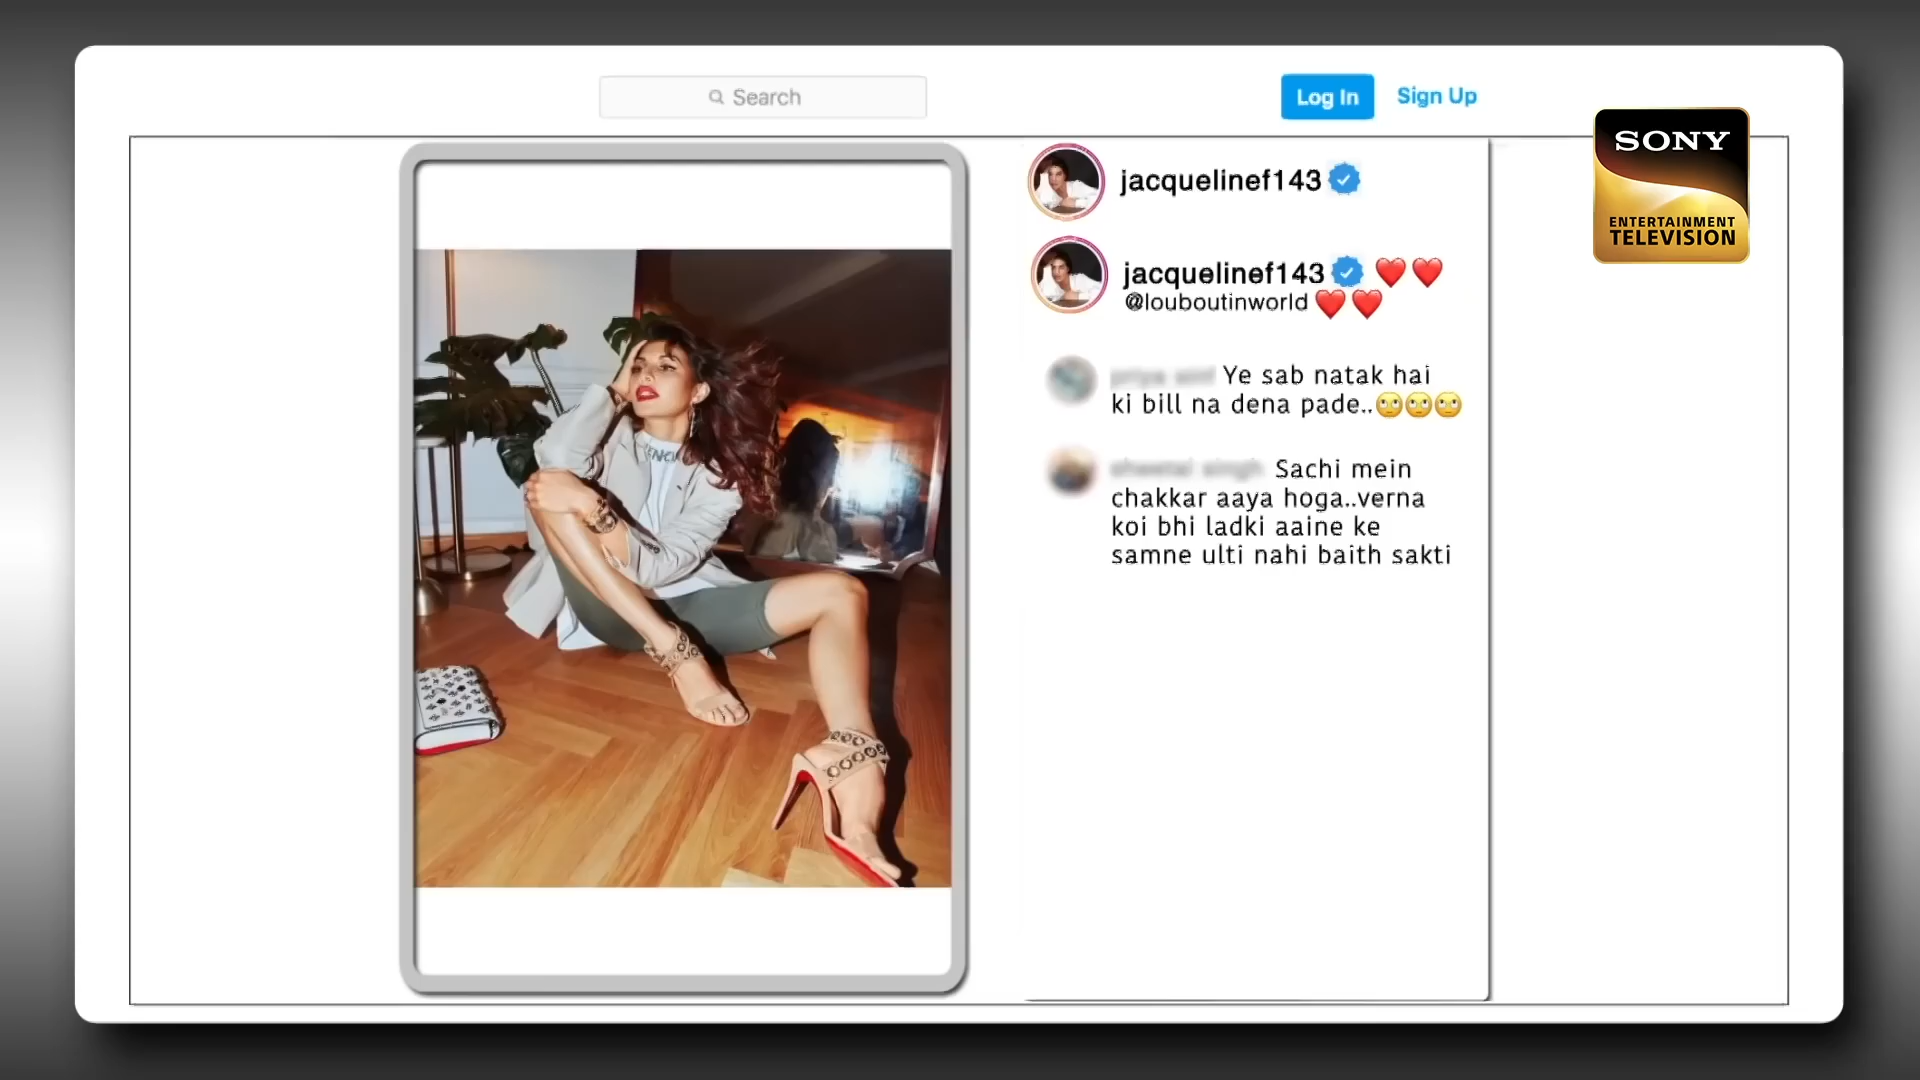 Search
Log In
Sign Up
SONY
ENTERTAINMENT
TELEVISION
jacquelinef143
jacquelinef143 ❤️❤️
@louboutinworld ❤️❤️
Ye sab natak hai
ki bill na dena pade..🙄🙄🙄
Sachi mein
chakkar aaya hoga..verna
koi bhi ladki aaine ke
samne ulti nahi baith sakti